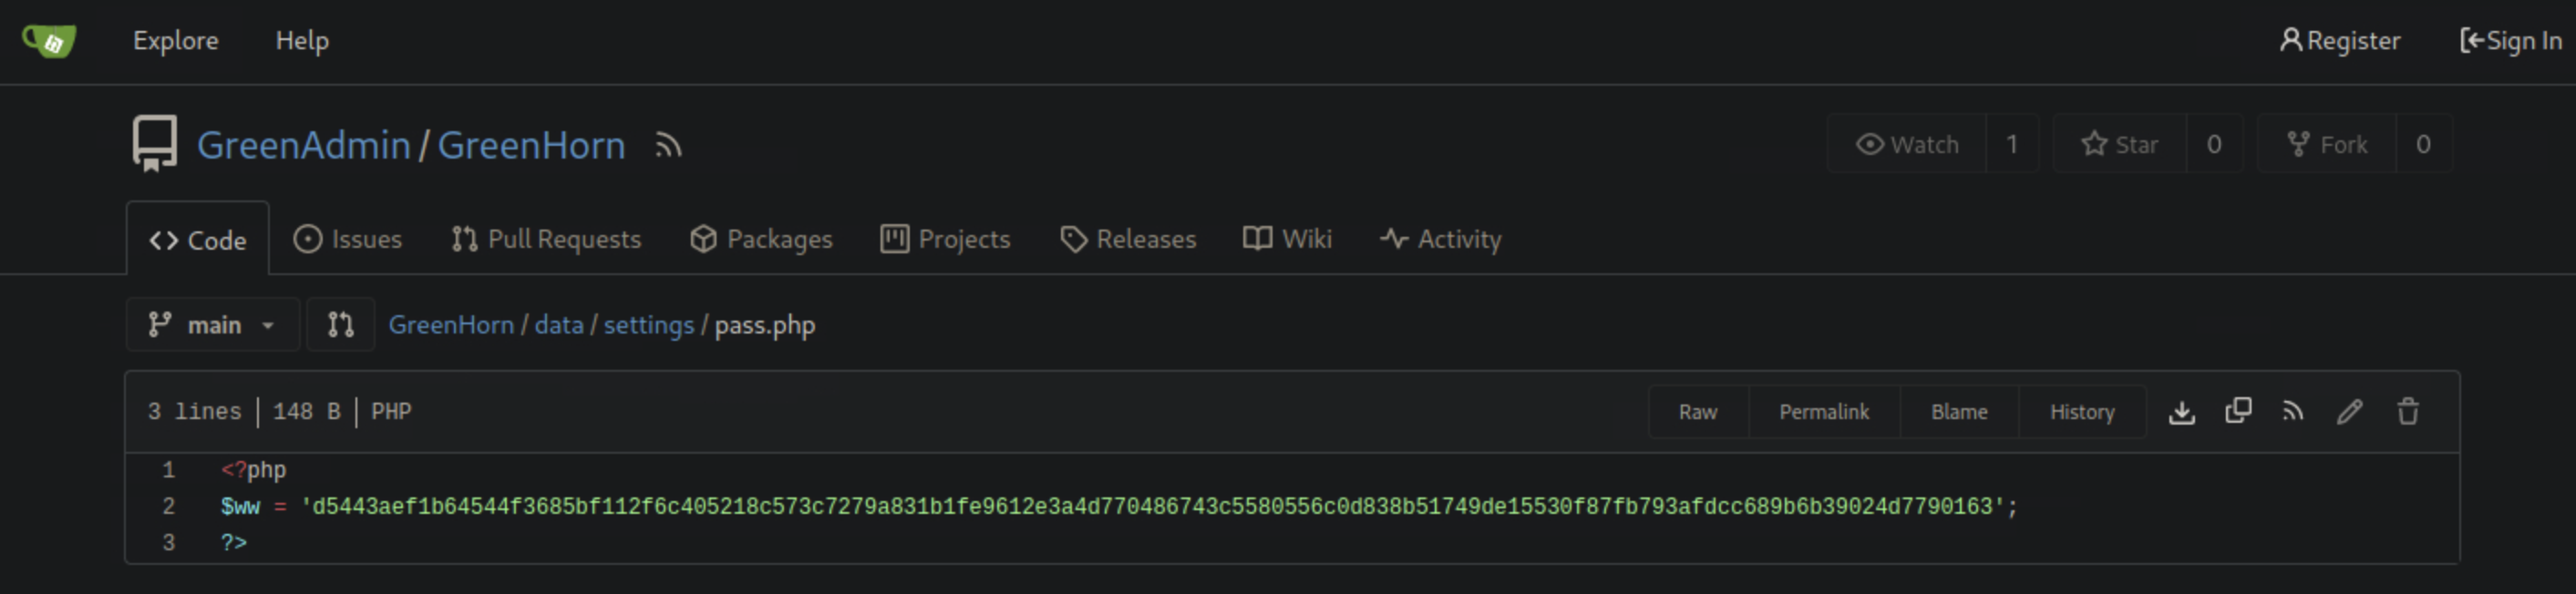 Explore Help Register Sign In
GreenAdmin / GreenHorn Watch 1 Star 0 Fork 0
Code Issues Pull Requests Packages Projects Releases Wiki Activity
main GreenHorn / data / settings / pass.php
3 lines | 148 B | PHP Raw Permalink Blame History
1 <?php
2 $ww = 'd5443aef1b64544f3685bf112f6c405218c573c7279a831b1fe9612e3a4d770486743c5580556c0d838b51749de15530f87fb793afdcc689b6b39024d7790163';
3 ?>